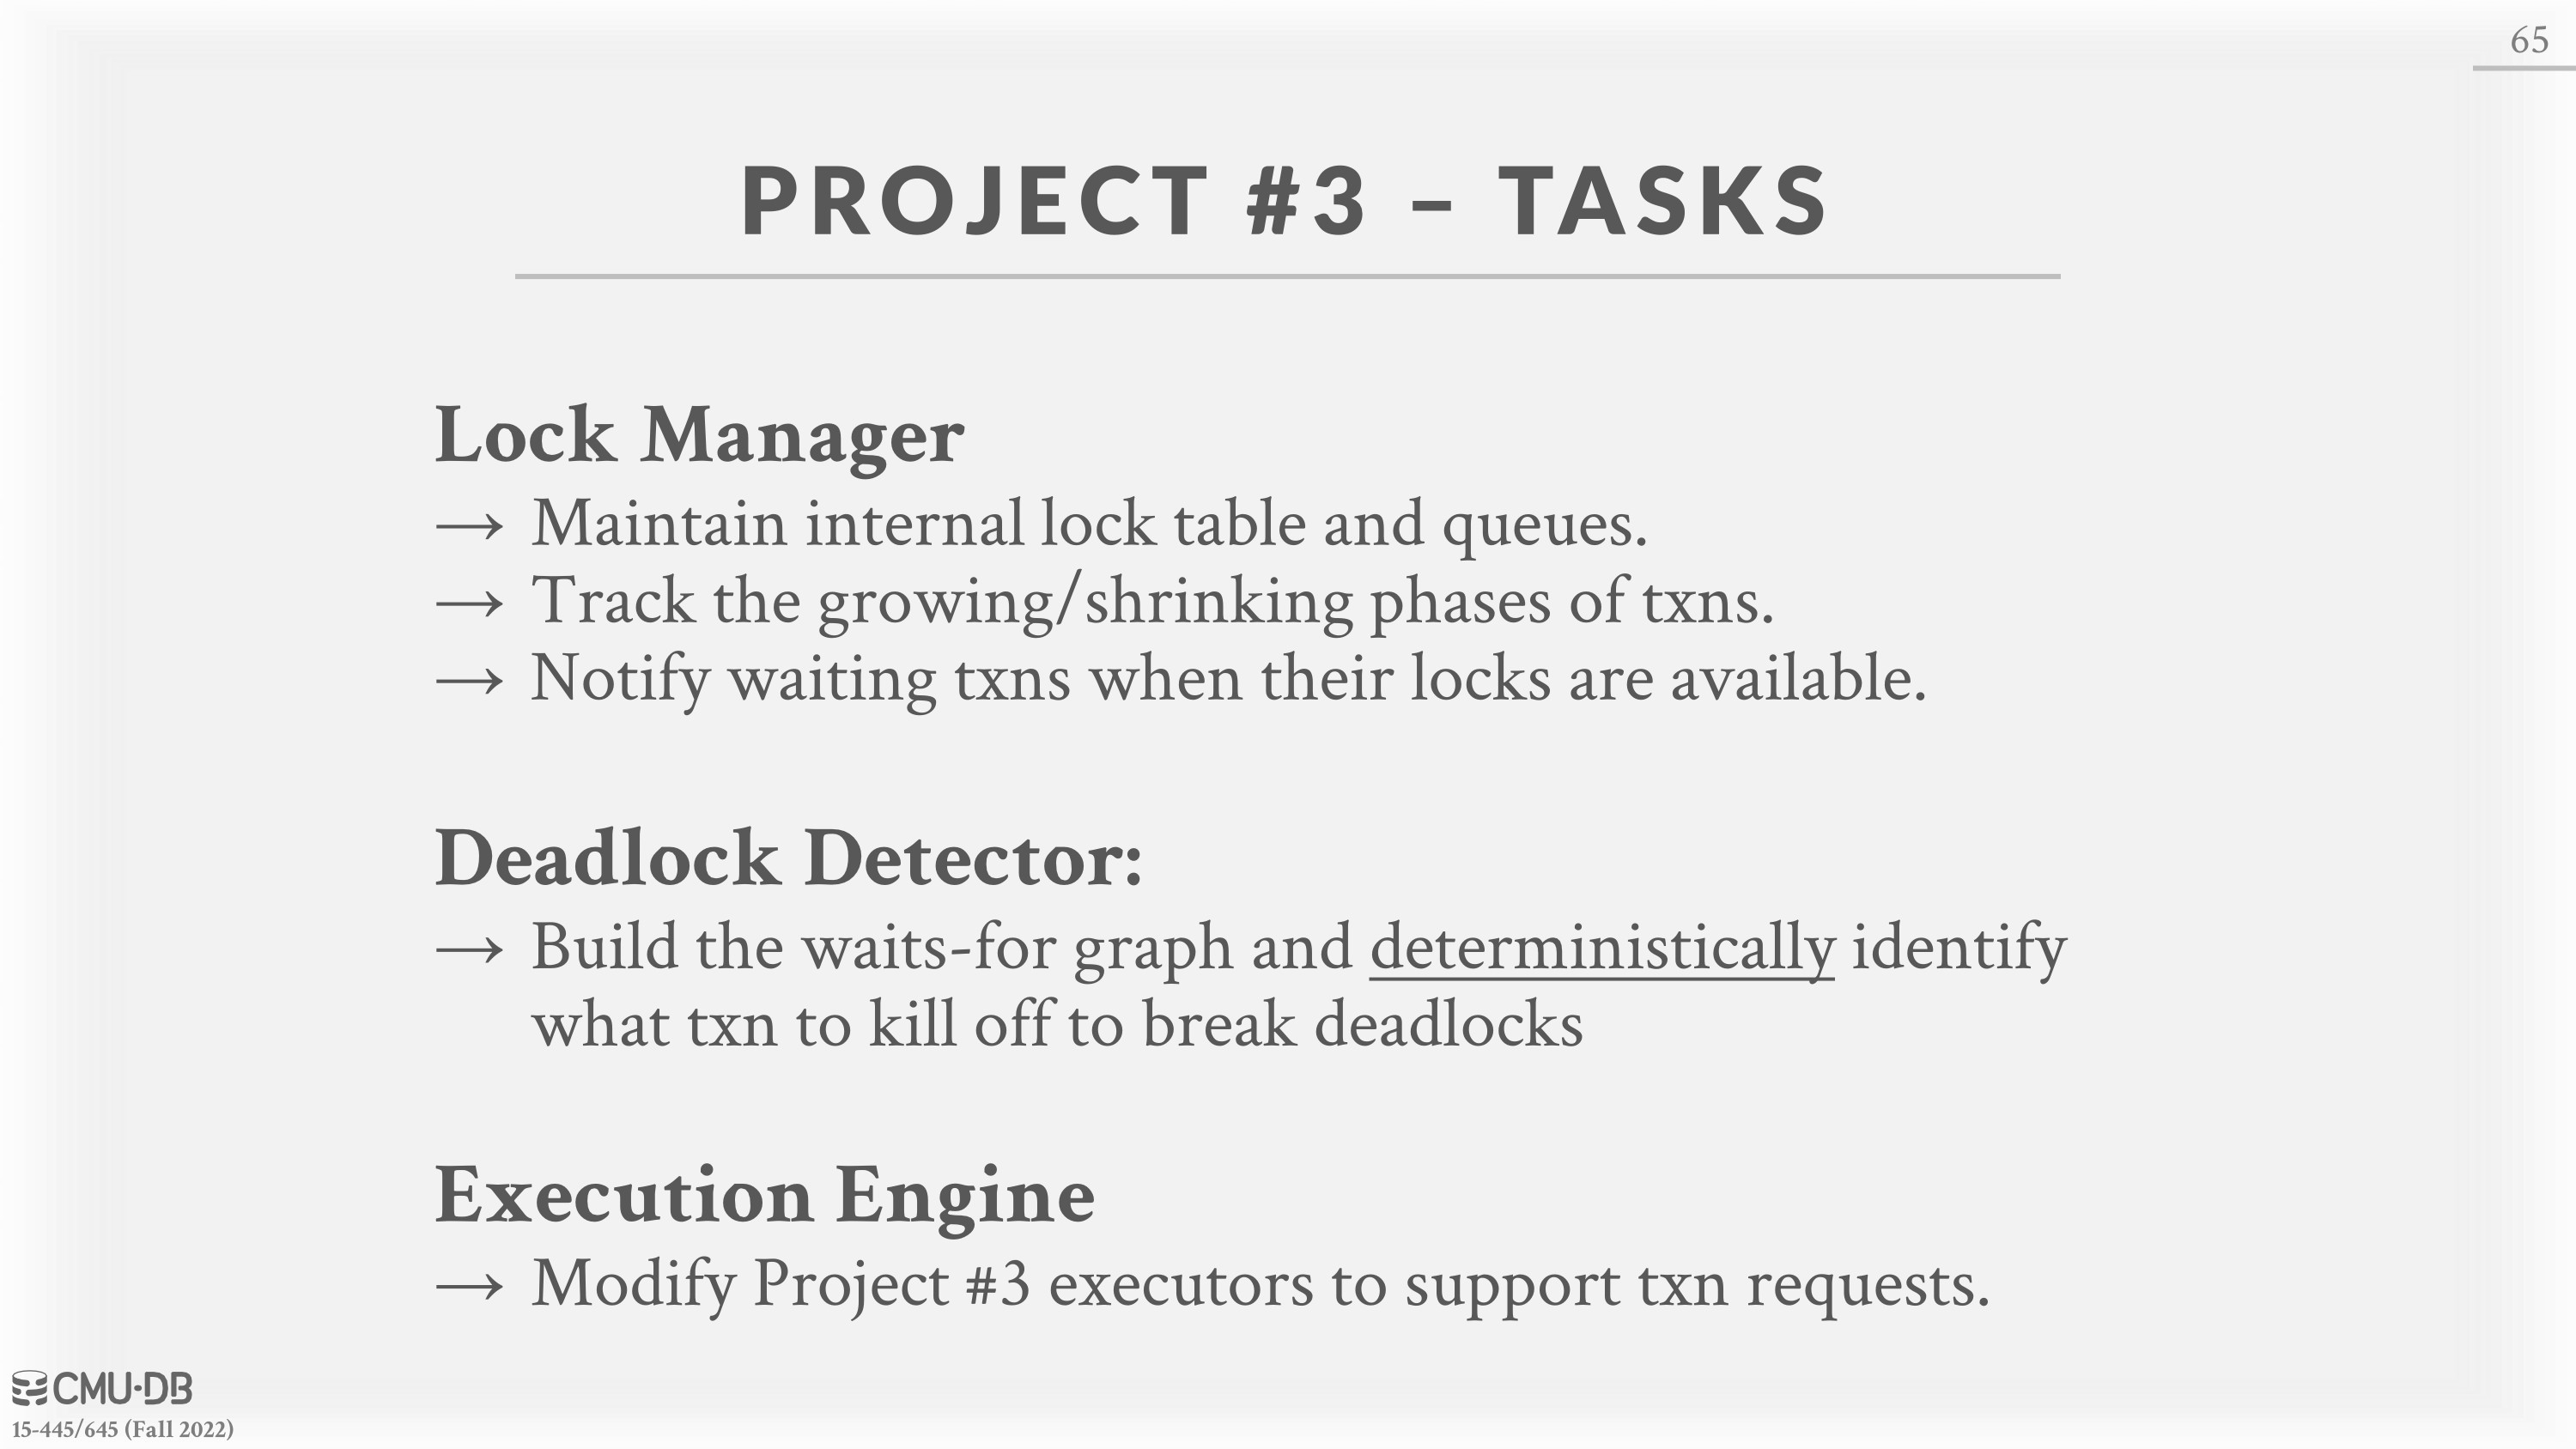 65
PROJECT #3 – TASKS
Lock Manager
→ Maintain internal lock table and queues.
→ Track the growing/shrinking phases of txns.
→ Notify waiting txns when their locks are available.
Deadlock Detector:
→ Build the waits-for graph and deterministically identify
what txn to kill off to break deadlocks
Execution Engine
→ Modify Project #3 executors to support txn requests.
CMU·DB
15-445/645 (Fall 2022)